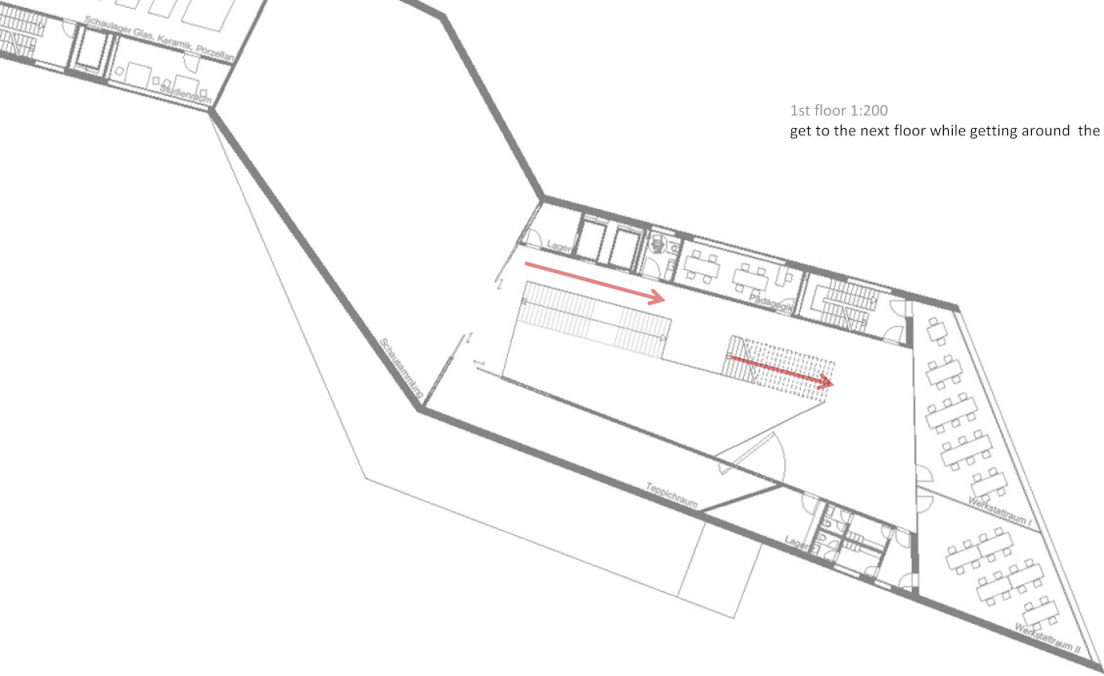 Schaulager Glas, Keramik, Porzellan
Studienraum
1st floor 1:200
get to the next floor while getting around the
Lager
Pädagogik
Schausammlung
Teppichraum
Lager
Werkstattraum I
Werkstattraum II